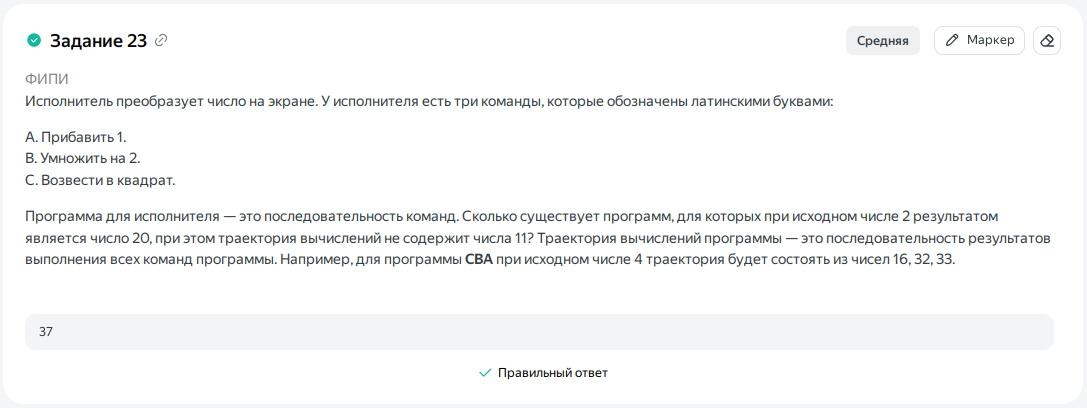 Задание 23
Средняя
Маркер
ФИПИ
Исполнитель преобразует число на экране. У исполнителя есть три команды, которые обозначены латинскими буквами:
A. Прибавить 1.
B. Умножить на 2.
C. Возвести в квадрат.
Программа для исполнителя — это последовательность команд. Сколько существует программ, для которых при исходном числе 2 результатом
является число 20, при этом траектория вычислений не содержит числа 11? Траектория вычислений программы — это последовательность результатов
выполнения всех команд программы. Например, для программы CBA при исходном числе 4 траектория будет состоять из чисел 16, 32, 33.
37
Правильный ответ